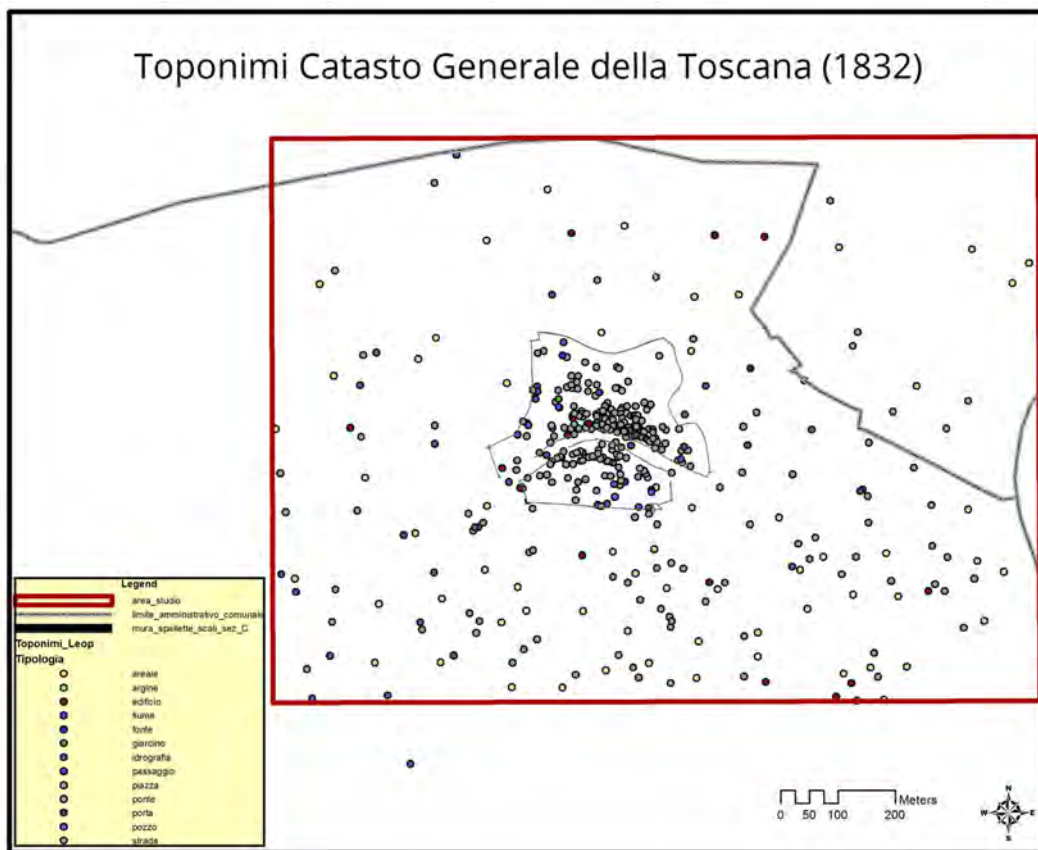 Toponimi Catasto Generale della Toscana (1832)
Legend
area_studio
limite_amministrativo_comunale
mura_spallette_scali_sez_C
Toponimi_Leop
Tipologia
areale
argine
edificio
fiume
fonte
giardino
idrografia
passaggio
piazza
ponte
porta
pozzo
strada
Meters
0 50 100 200
N
W E
S